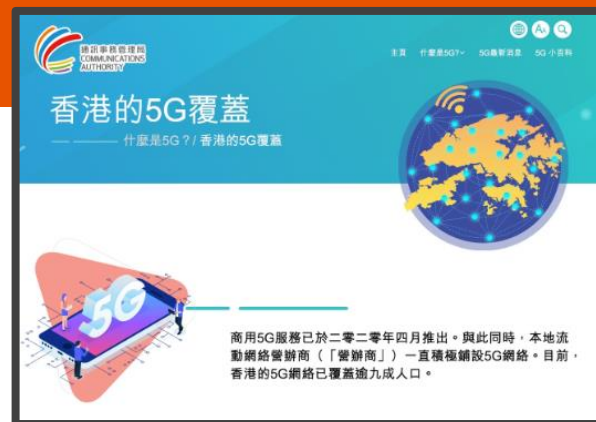 通訊事務管理局
COMMUNICATIONS
AUTHORITY
主頁 什麼是5G? 5G最新消息 5G 小百科
香港的5G覆蓋
什麼是5G？/ 香港的5G覆蓋
5G
商用5G服務已於二零二零年四月推出。與此同時，本地流
動網絡營辦商（「營辦商」）一直積極鋪設5G網絡。目前，
香港的5G網絡已覆蓋逾九成人口。